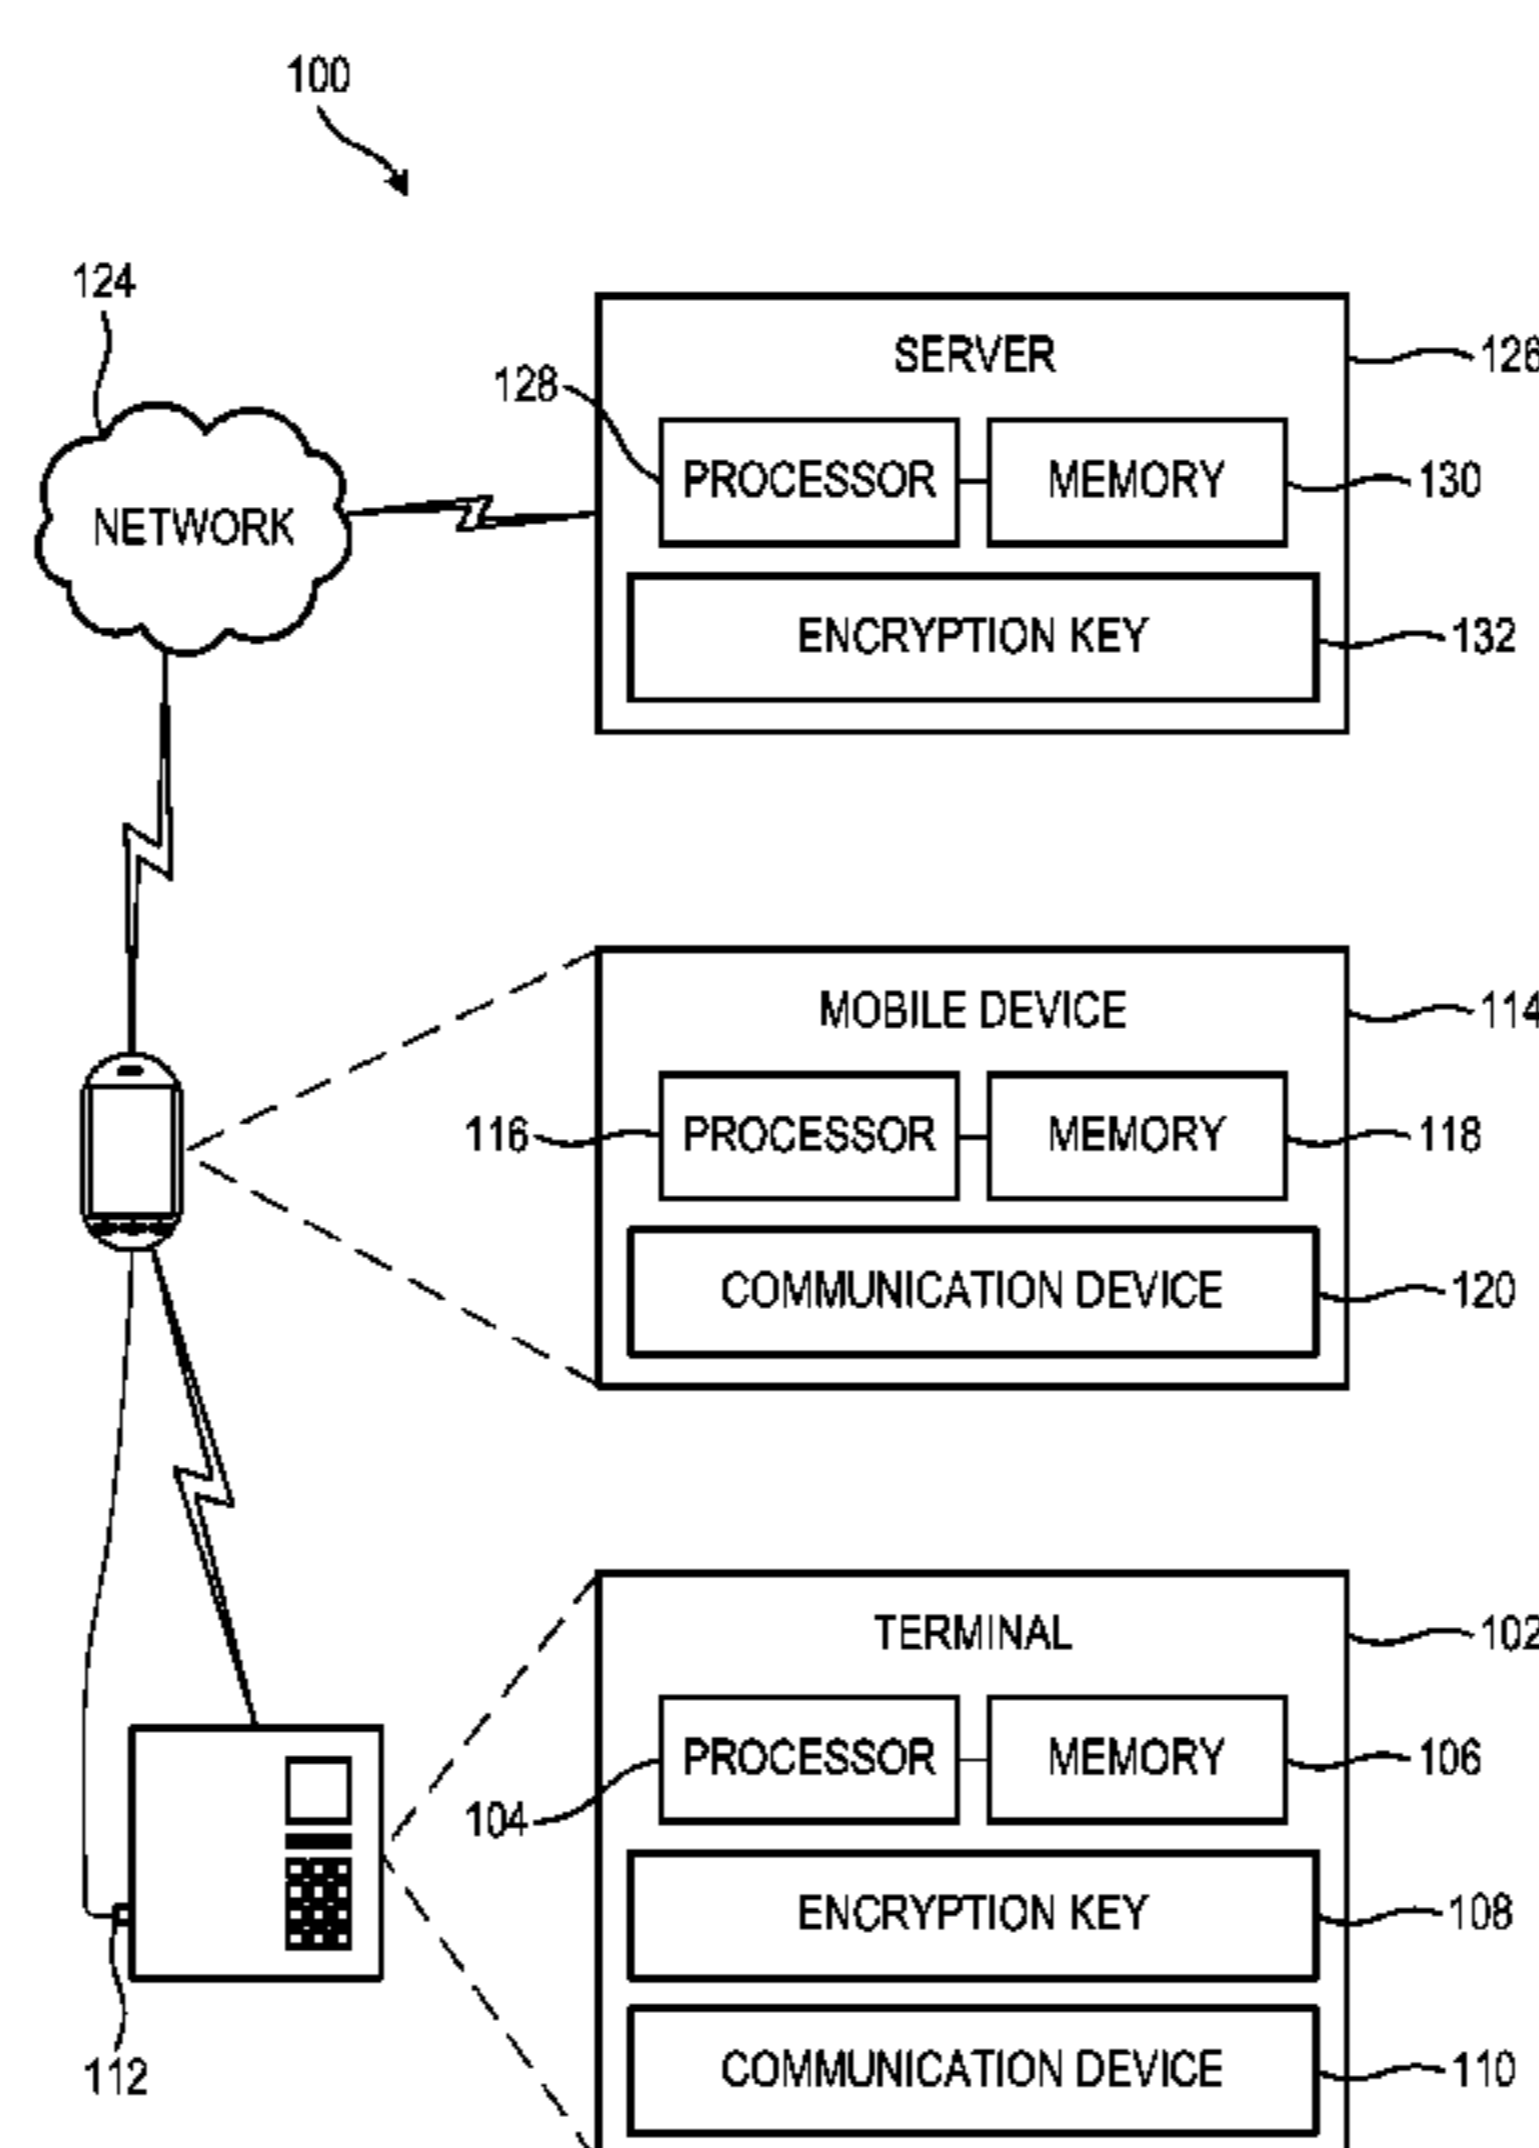 100
124
SERVER
126
128
PROCESSOR
MEMORY
130
NETWORK
ENCRYPTION KEY
132
MOBILE DEVICE
114
116
PROCESSOR
MEMORY
118
COMMUNICATION DEVICE
120
TERMINAL
102
PROCESSOR
MEMORY
106
104
ENCRYPTION KEY
108
COMMUNICATION DEVICE
110
112